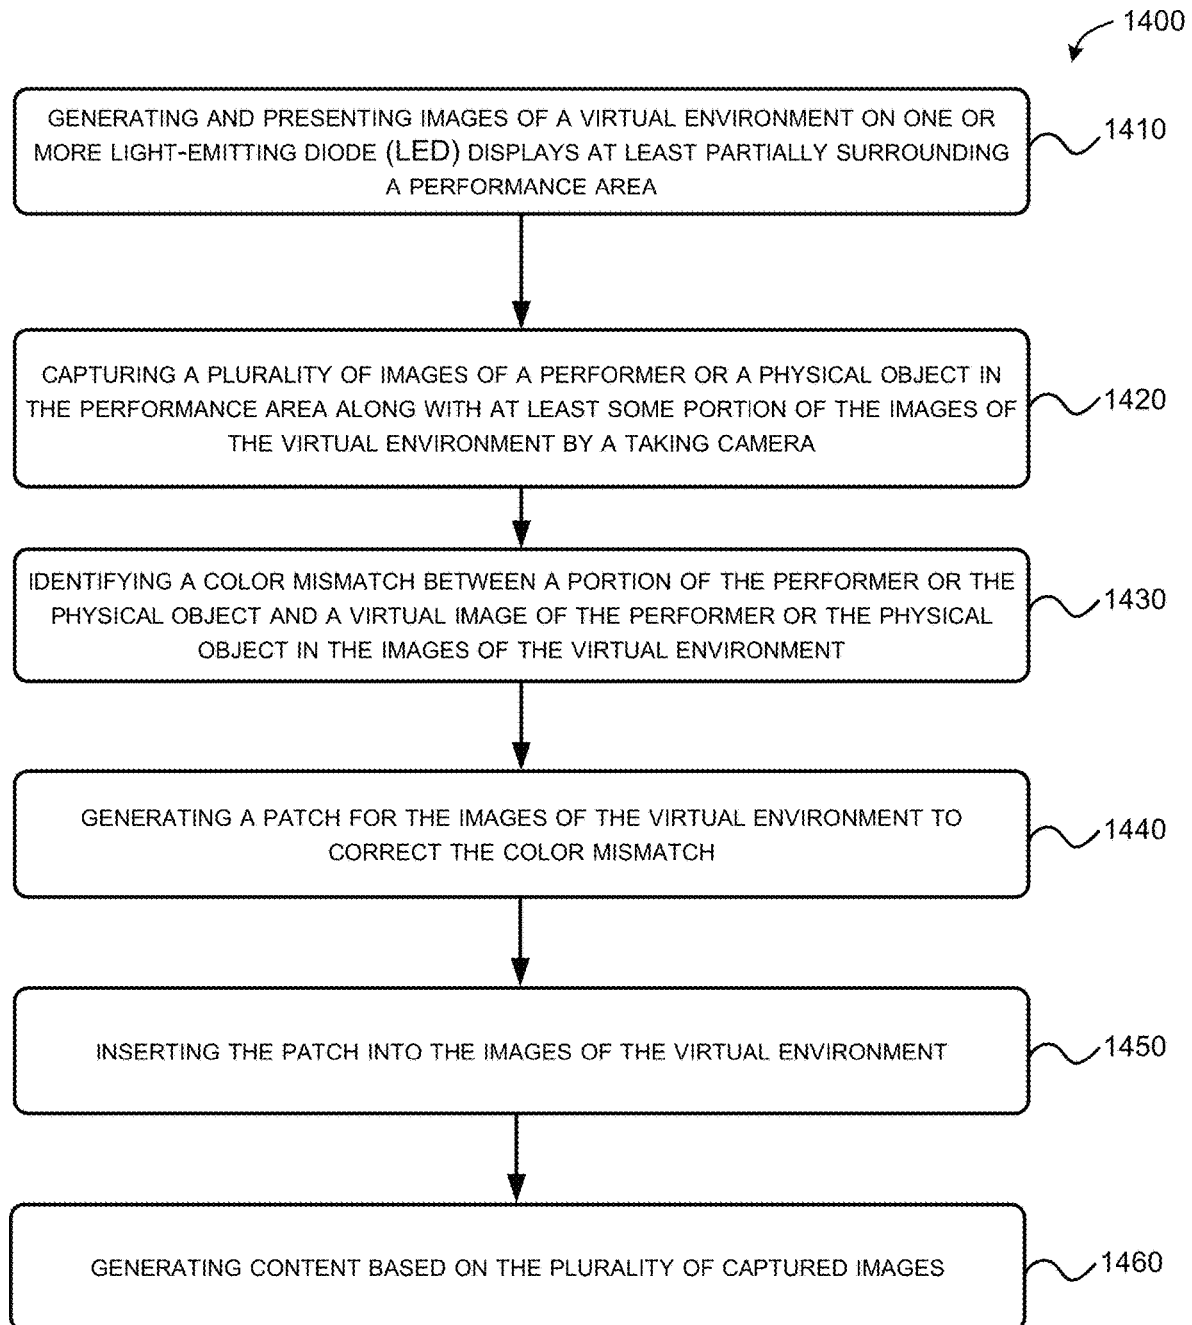 1400
GENERATING AND PRESENTING IMAGES OF A VIRTUAL ENVIRONMENT ON ONE OR
MORE LIGHT-EMITTING DIODE (LED) DISPLAYS AT LEAST PARTIALLY SURROUNDING
A PERFORMANCE AREA
1410
CAPTURING A PLURALITY OF IMAGES OF A PERFORMER OR A PHYSICAL OBJECT IN
THE PERFORMANCE AREA ALONG WITH AT LEAST SOME PORTION OF THE IMAGES OF
THE VIRTUAL ENVIRONMENT BY A TAKING CAMERA
1420
IDENTIFYING A COLOR MISMATCH BETWEEN A PORTION OF THE PERFORMER OR THE
PHYSICAL OBJECT AND A VIRTUAL IMAGE OF THE PERFORMER OR THE PHYSICAL
OBJECT IN THE IMAGES OF THE VIRTUAL ENVIRONMENT
1430
GENERATING A PATCH FOR THE IMAGES OF THE VIRTUAL ENVIRONMENT TO
CORRECT THE COLOR MISMATCH
1440
INSERTING THE PATCH INTO THE IMAGES OF THE VIRTUAL ENVIRONMENT
1450
GENERATING CONTENT BASED ON THE PLURALITY OF CAPTURED IMAGES
1460